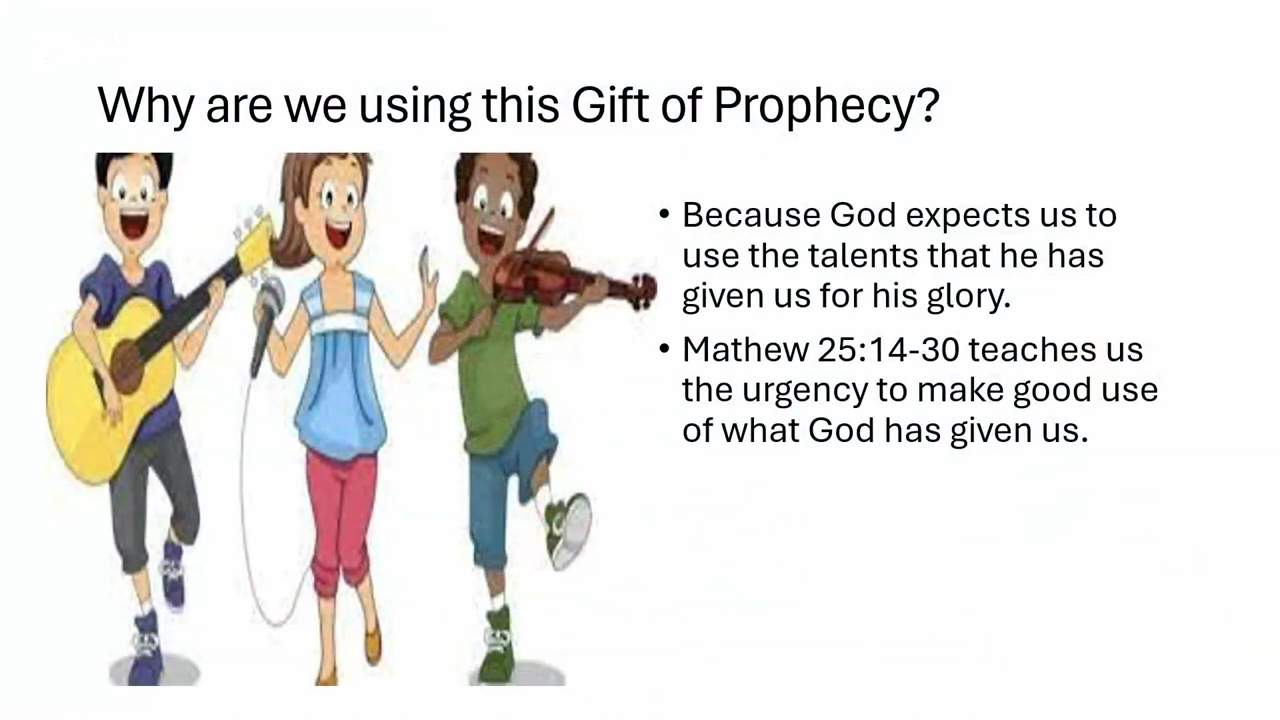 Why are we using this Gift of Prophecy?
• Because God expects us to
use the talents that he has
given us for his glory.
• Mathew 25:14-30 teaches us
the urgency to make good use
of what God has given us.